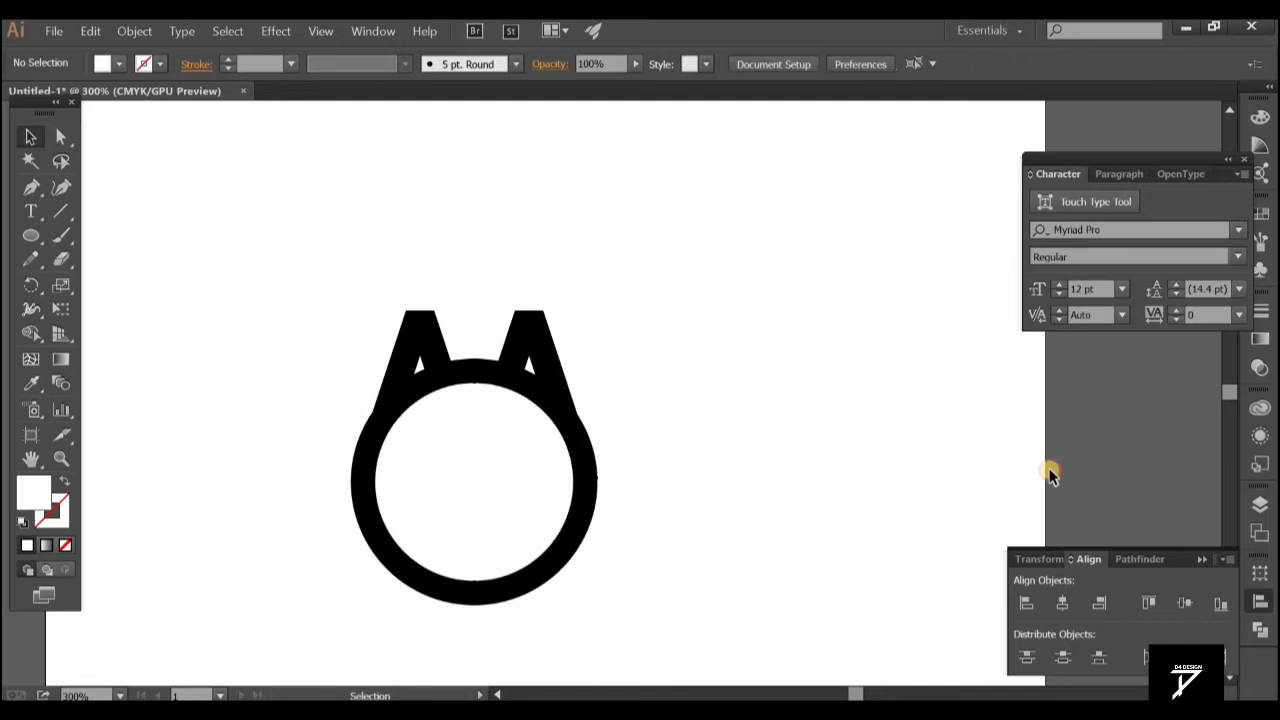 Ai File Edit Object Type Select Effect View Window Help Br St Essentials
No Selection Stroke: 5 pt. Round Opacity: 100% Style: Document Setup Preferences
Untitled-1* @ 300% (CMYK/GPU Preview) ×
Character Paragraph OpenType
Touch Type Tool
Myriad Pro
Regular
12 pt (14.4 pt)
Auto 0
Transform Align Pathfinder
Align Objects:
Distribute Objects:
D4 DESIGN
300% 1 Selection